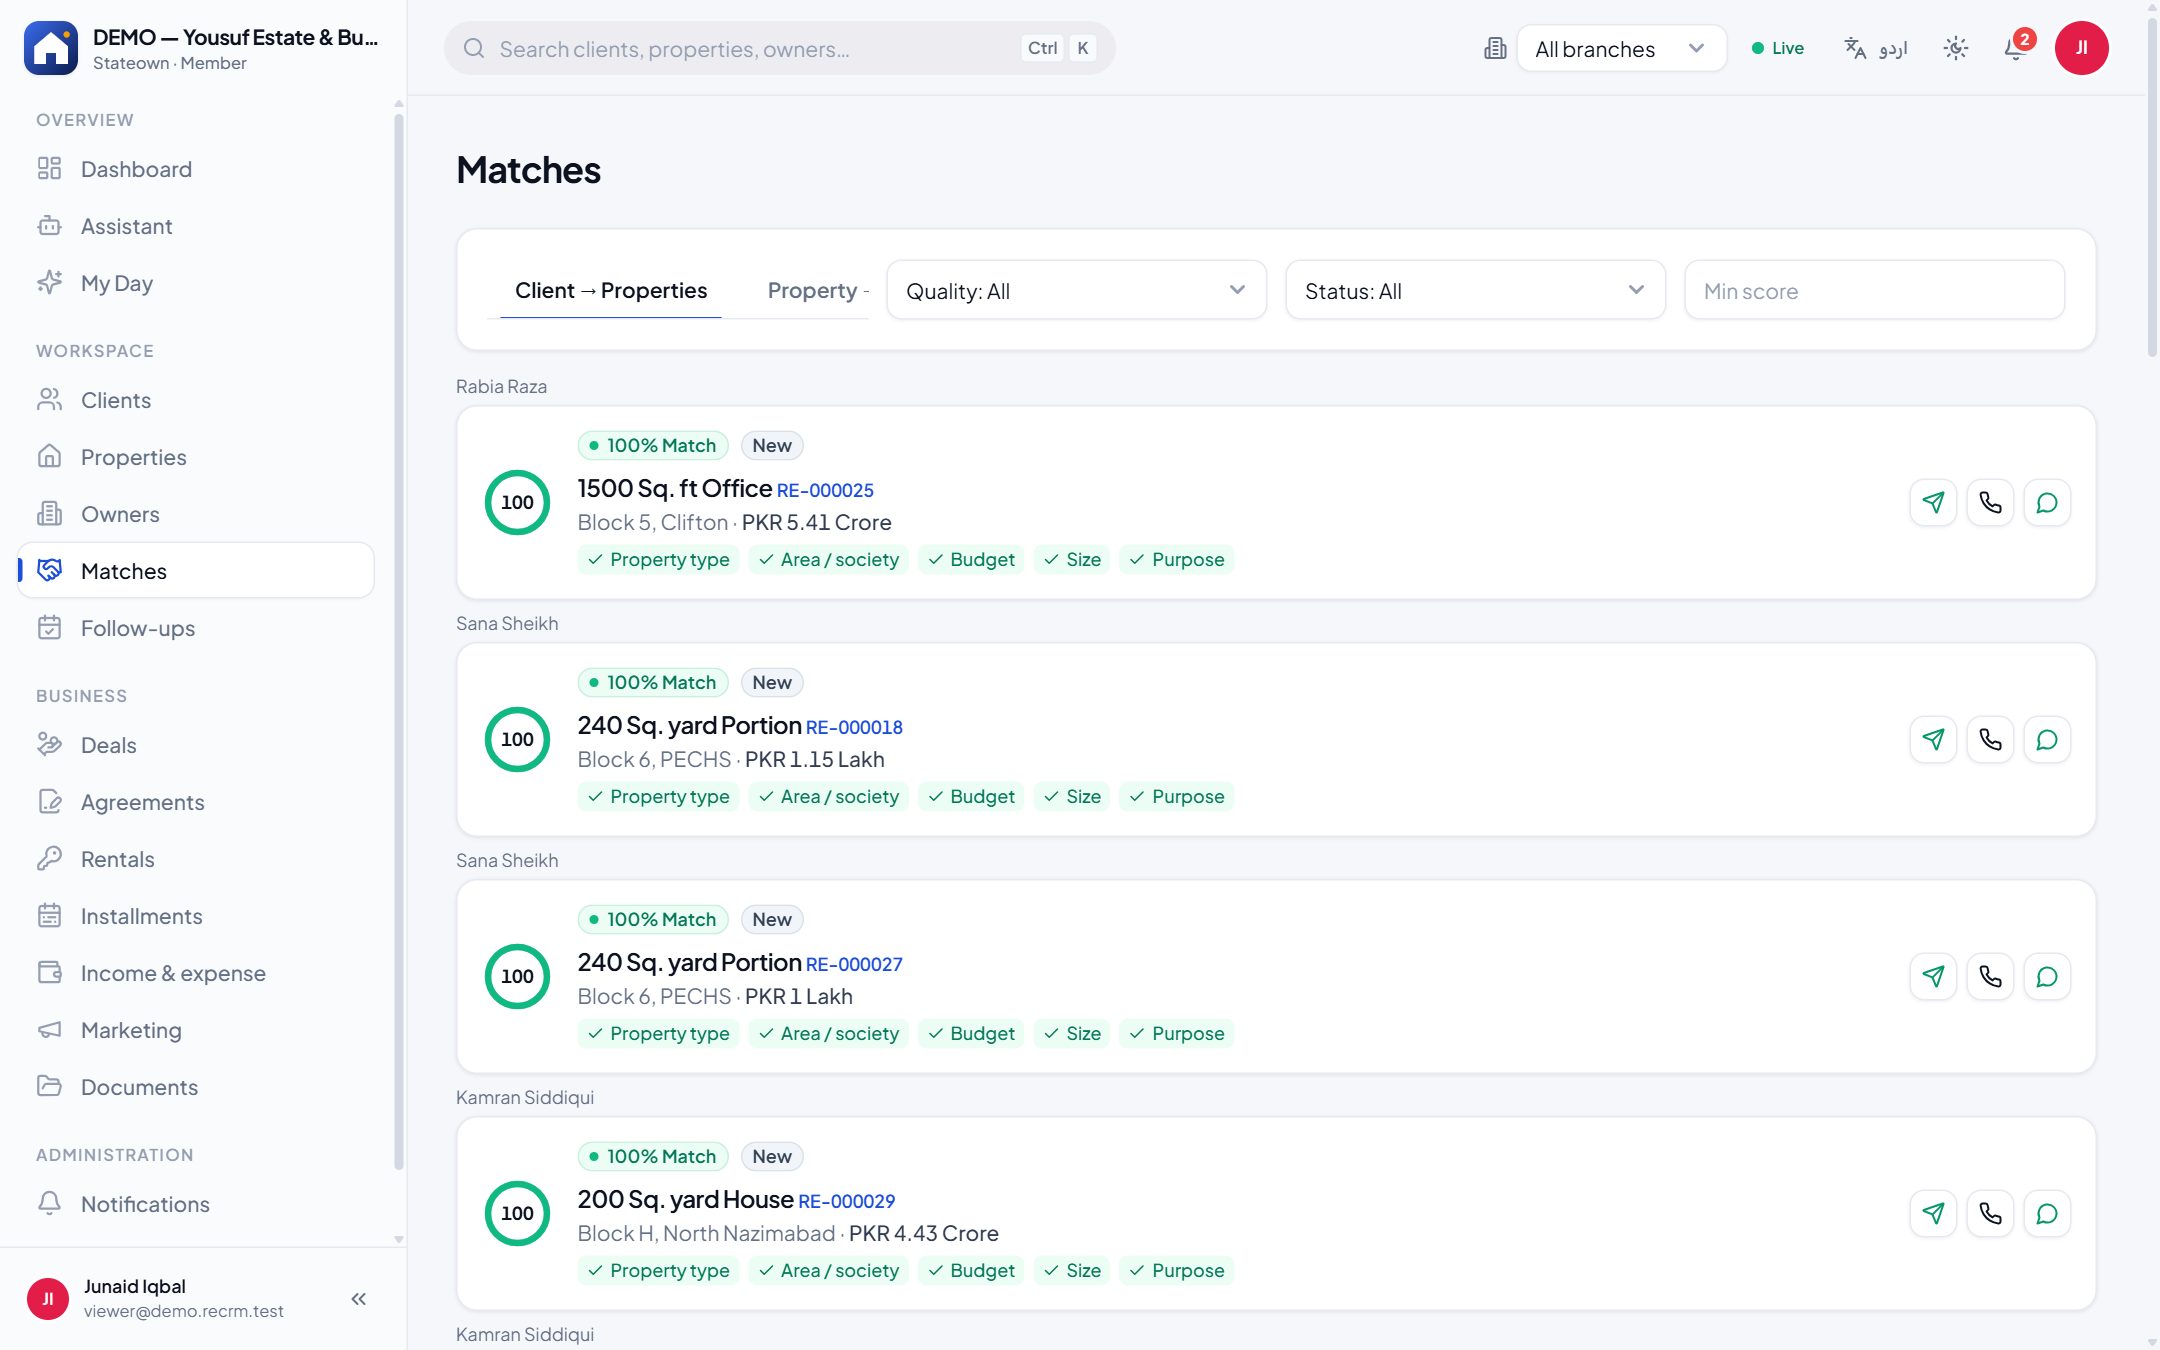 DEMO — Yousuf Estate & Bu...
Stateown · Member
OVERVIEW
Dashboard
Assistant
My Day
WORKSPACE
Clients
Properties
Owners
Matches
Follow-ups
BUSINESS
Deals
Agreements
Rentals
Installments
Income & expense
Marketing
Documents
ADMINISTRATION
Notifications
JI
Junaid Iqbal
viewer@demo.recrm.test
Search clients, properties, owners...
Ctrl K
All branches
Live
اردو
2
JI
Matches
Client → Properties
Property -
Quality: All
Status: All
Min score
Rabia Raza
100
100% Match New
1500 Sq. ft Office RE-000025
Block 5, Clifton · PKR 5.41 Crore
Property type Area / society Budget Size Purpose
Sana Sheikh
100
100% Match New
240 Sq. yard Portion RE-000018
Block 6, PECHS · PKR 1.15 Lakh
Property type Area / society Budget Size Purpose
Sana Sheikh
100
100% Match New
240 Sq. yard Portion RE-000027
Block 6, PECHS · PKR 1 Lakh
Property type Area / society Budget Size Purpose
Kamran Siddiqui
100
100% Match New
200 Sq. yard House RE-000029
Block H, North Nazimabad · PKR 4.43 Crore
Property type Area / society Budget Size Purpose
Kamran Siddiqui